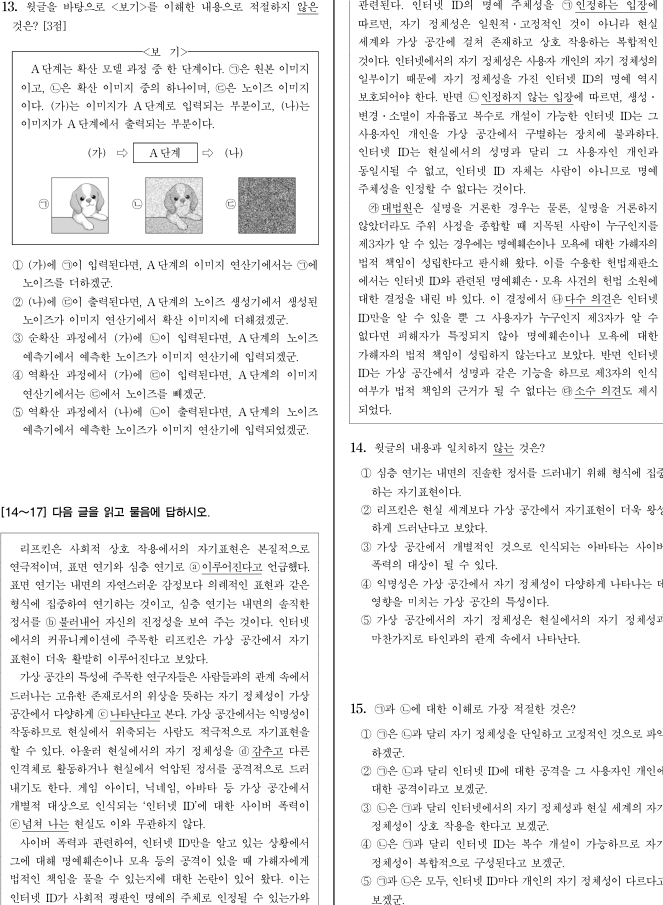 13. 윗글을 바탕으로 <보기>를 이해한 내용으로 적절하지 않은
것은? [3점]
<보 기>
A 단계는 확산 모델 과정 중 한 단계이다. ㉠은 원본 이미지
이고, ㉡은 확산 이미지 중의 하나이며, ㉢은 노이즈 이미지
이다. (가)는 이미지가 A 단계로 입력되는 부분이고, (나)는
이미지가 A 단계에서 출력되는 부분이다.
(가) ⇨ A 단계 ⇨ (나)
㉠ ㉡ ㉢
① (가)에 ㉠이 입력된다면, A 단계의 이미지 연산기에서는 ㉠에
노이즈를 더하겠군.
② (나)에 ㉢이 출력된다면, A 단계의 노이즈 생성기에서 생성된
노이즈가 이미지 연산기에서 확산 이미지에 더해졌겠군.
③ 순확산 과정에서 (가)에 ㉡이 입력된다면, A 단계의 노이즈
예측기에서 예측한 노이즈가 이미지 연산기에 입력되겠군.
④ 역확산 과정에서 (가)에 ㉢이 입력된다면, A 단계의 이미지
연산기에서는 ㉢에서 노이즈를 빼겠군.
⑤ 역확산 과정에서 (나)에 ㉡이 출력된다면, A 단계의 노이즈
예측기에서 예측한 노이즈가 이미지 연산기에 입력되었겠군.
[14~17] 다음 글을 읽고 물음에 답하시오.
리프킨은 사회적 상호 작용에서의 자기표현은 본질적으로
연극적이며, 표면 연기와 심층 연기로 ⓐ이루어진다고 언급했다.
표면 연기는 내면의 자연스러운 감정보다 의례적인 표현과 같은
형식에 집중하여 연기하는 것이고, 심층 연기는 내면의 솔직한
정서를 ⓑ불러내어 자신의 진정성을 보여 주는 것이다. 인터넷
에서의 커뮤니케이션에 주목한 리프킨은 가상 공간에서 자기
표현이 더욱 활발히 이루어진다고 보았다.
가상 공간의 특성에 주목한 연구자들은 사람들과의 관계 속에서
드러나는 고유한 존재로서의 위상을 뜻하는 자기 정체성이 가상
공간에서 다양하게 ⓒ나타난다고 본다. 가상 공간에서는 익명성이
작동하므로 현실에서 위축되는 사람도 적극적으로 자기표현을
할 수 있다. 아울러 현실에서의 자기 정체성을 ⓓ감추고 다른
인격체로 활동하거나 현실에서 억압된 정서를 공격적으로 드러
내기도 한다. 게임 아이디, 닉네임, 아바타 등 가상 공간에서
개별적 대상으로 인식되는 ‘인터넷 ID’에 대한 사이버 폭력이
ⓔ넘쳐 나는 현실도 이와 무관하지 않다.
사이버 폭력과 관련하여, 인터넷 ID만을 알고 있는 상황에서
그에 대해 명예훼손이나 모욕 등의 공격이 있을 때 가해자에게
법적인 책임을 물을 수 있는지에 대한 논란이 있어 왔다. 이는
인터넷 ID가 사회적 평판인 명예의 주체로 인정될 수 있는가와
관련된다. 인터넷 ID의 명예 주체성을 ㉠인정하는 입장에
따르면, 자기 정체성은 일원적·고정적인 것이 아니라 현실
세계와 가상 공간에 걸쳐 존재하고 상호 작용하는 복합적인
것이다. 인터넷에서의 자기 정체성은 사용자 개인의 자기 정체성의
일부이기 때문에 자기 정체성을 가진 인터넷 ID의 명예 역시
보호되어야 한다. 반면 ㉡인정하지 않는 입장에 따르면, 생성·
변경·소멸이 자유롭고 복수로 개설이 가능한 인터넷 ID는 그
사용자인 개인을 가상 공간에서 구별하는 장치에 불과하다.
인터넷 ID는 현실에서의 성명과 달리 그 사용자인 개인과
동일시될 수 없고, 인터넷 ID 자체는 사람이 아니므로 명예
주체성을 인정할 수 없다는 것이다.
㉮대법원은 실명을 거론한 경우는 물론, 실명을 거론하지
않았더라도 주위 사정을 종합할 때 지목된 사람이 누구인지를
제3자가 알 수 있는 경우에는 명예훼손이나 모욕에 대한 가해자의
법적 책임이 성립한다고 판시해 왔다. 이를 수용한 헌법재판소
에서는 인터넷 ID와 관련된 명예훼손·모욕 사건의 헌법 소원에
대한 결정을 내린 바 있다. 이 결정에서 ㉯다수 의견은 인터넷
ID만을 알 수 있을 뿐 그 사용자가 누구인지 제3자가 알 수
없다면 피해자가 특정되지 않아 명예훼손이나 모욕에 대한
가해자의 법적 책임이 성립하지 않는다고 보았다. 반면 인터넷
ID는 가상 공간에서 성명과 같은 기능을 하므로 제3자의 인식
여부가 법적 책임의 근거가 될 수 없다는 ㉰소수 의견도 제시
되었다.
14. 윗글의 내용과 일치하지 않는 것은?
① 심층 연기는 내면의 진솔한 정서를 드러내기 위해 형식에 집중
하는 자기표현이다.
② 리프킨은 현실 세계보다 가상 공간에서 자기표현이 더욱 왕성
하게 드러난다고 보았다.
③ 가상 공간에서 개별적인 것으로 인식되는 아바타는 사이버
폭력의 대상이 될 수 있다.
④ 익명성은 가상 공간에서 자기 정체성이 다양하게 나타나는 데
영향을 미치는 가상 공간의 특성이다.
⑤ 가상 공간에서의 자기 정체성은 현실에서의 자기 정체성과
마찬가지로 타인과의 관계 속에서 나타난다.
15. ㉠과 ㉡에 대한 이해로 가장 적절한 것은?
① ㉠은 ㉡과 달리 자기 정체성을 단일하고 고정적인 것으로 파악
하겠군.
② ㉠은 ㉡과 달리 인터넷 ID에 대한 공격을 그 사용자인 개인에
대한 공격이라고 보겠군.
③ ㉡은 ㉠과 달리 인터넷에서의 자기 정체성과 현실 세계의 자기
정체성이 상호 작용을 한다고 보겠군.
④ ㉡은 ㉠과 달리 인터넷 ID는 복수 개설이 가능하므로 자기
정체성이 복합적으로 구성된다고 보겠군.
⑤ ㉠과 ㉡은 모두, 인터넷 ID마다 개인의 자기 정체성이 다르다고
보겠군.